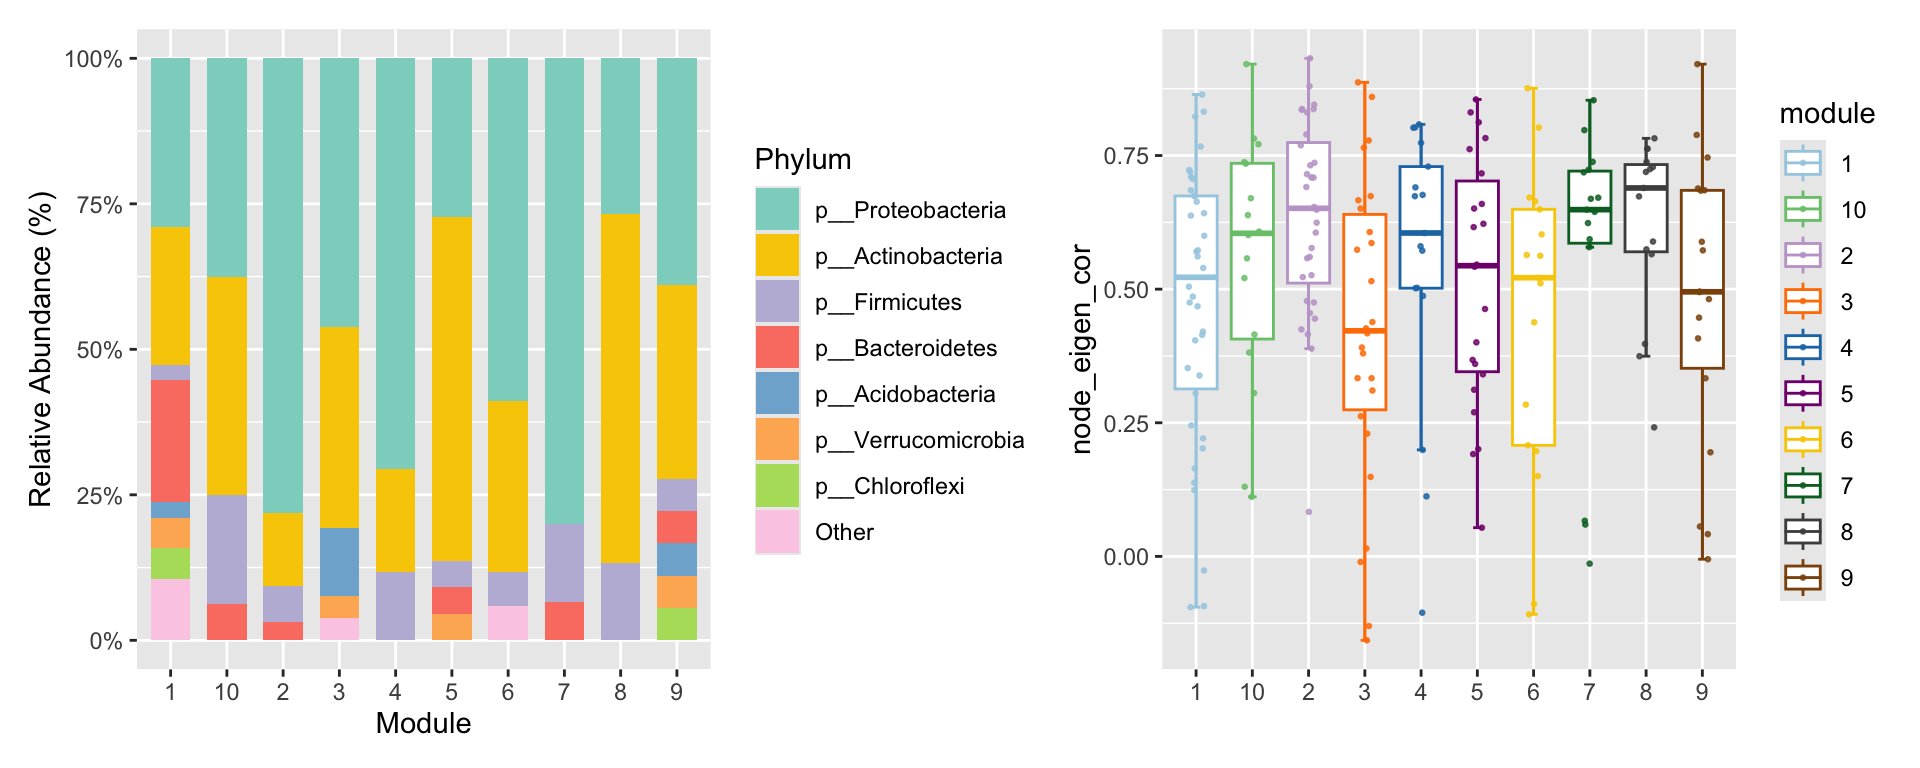 100%
75%
50%
25%
0%
Relative Abundance (%)
1 10 2 3 4 5 6 7 8 9
Module
Phylum
p__Proteobacteria
p__Actinobacteria
p__Firmicutes
p__Bacteroidetes
p__Acidobacteria
p__Verrucomicrobia
p__Chloroflexi
Other
0.75
0.50
0.25
0.00
node_eigen_cor
1 10 2 3 4 5 6 7 8 9
module
1
10
2
3
4
5
6
7
8
9